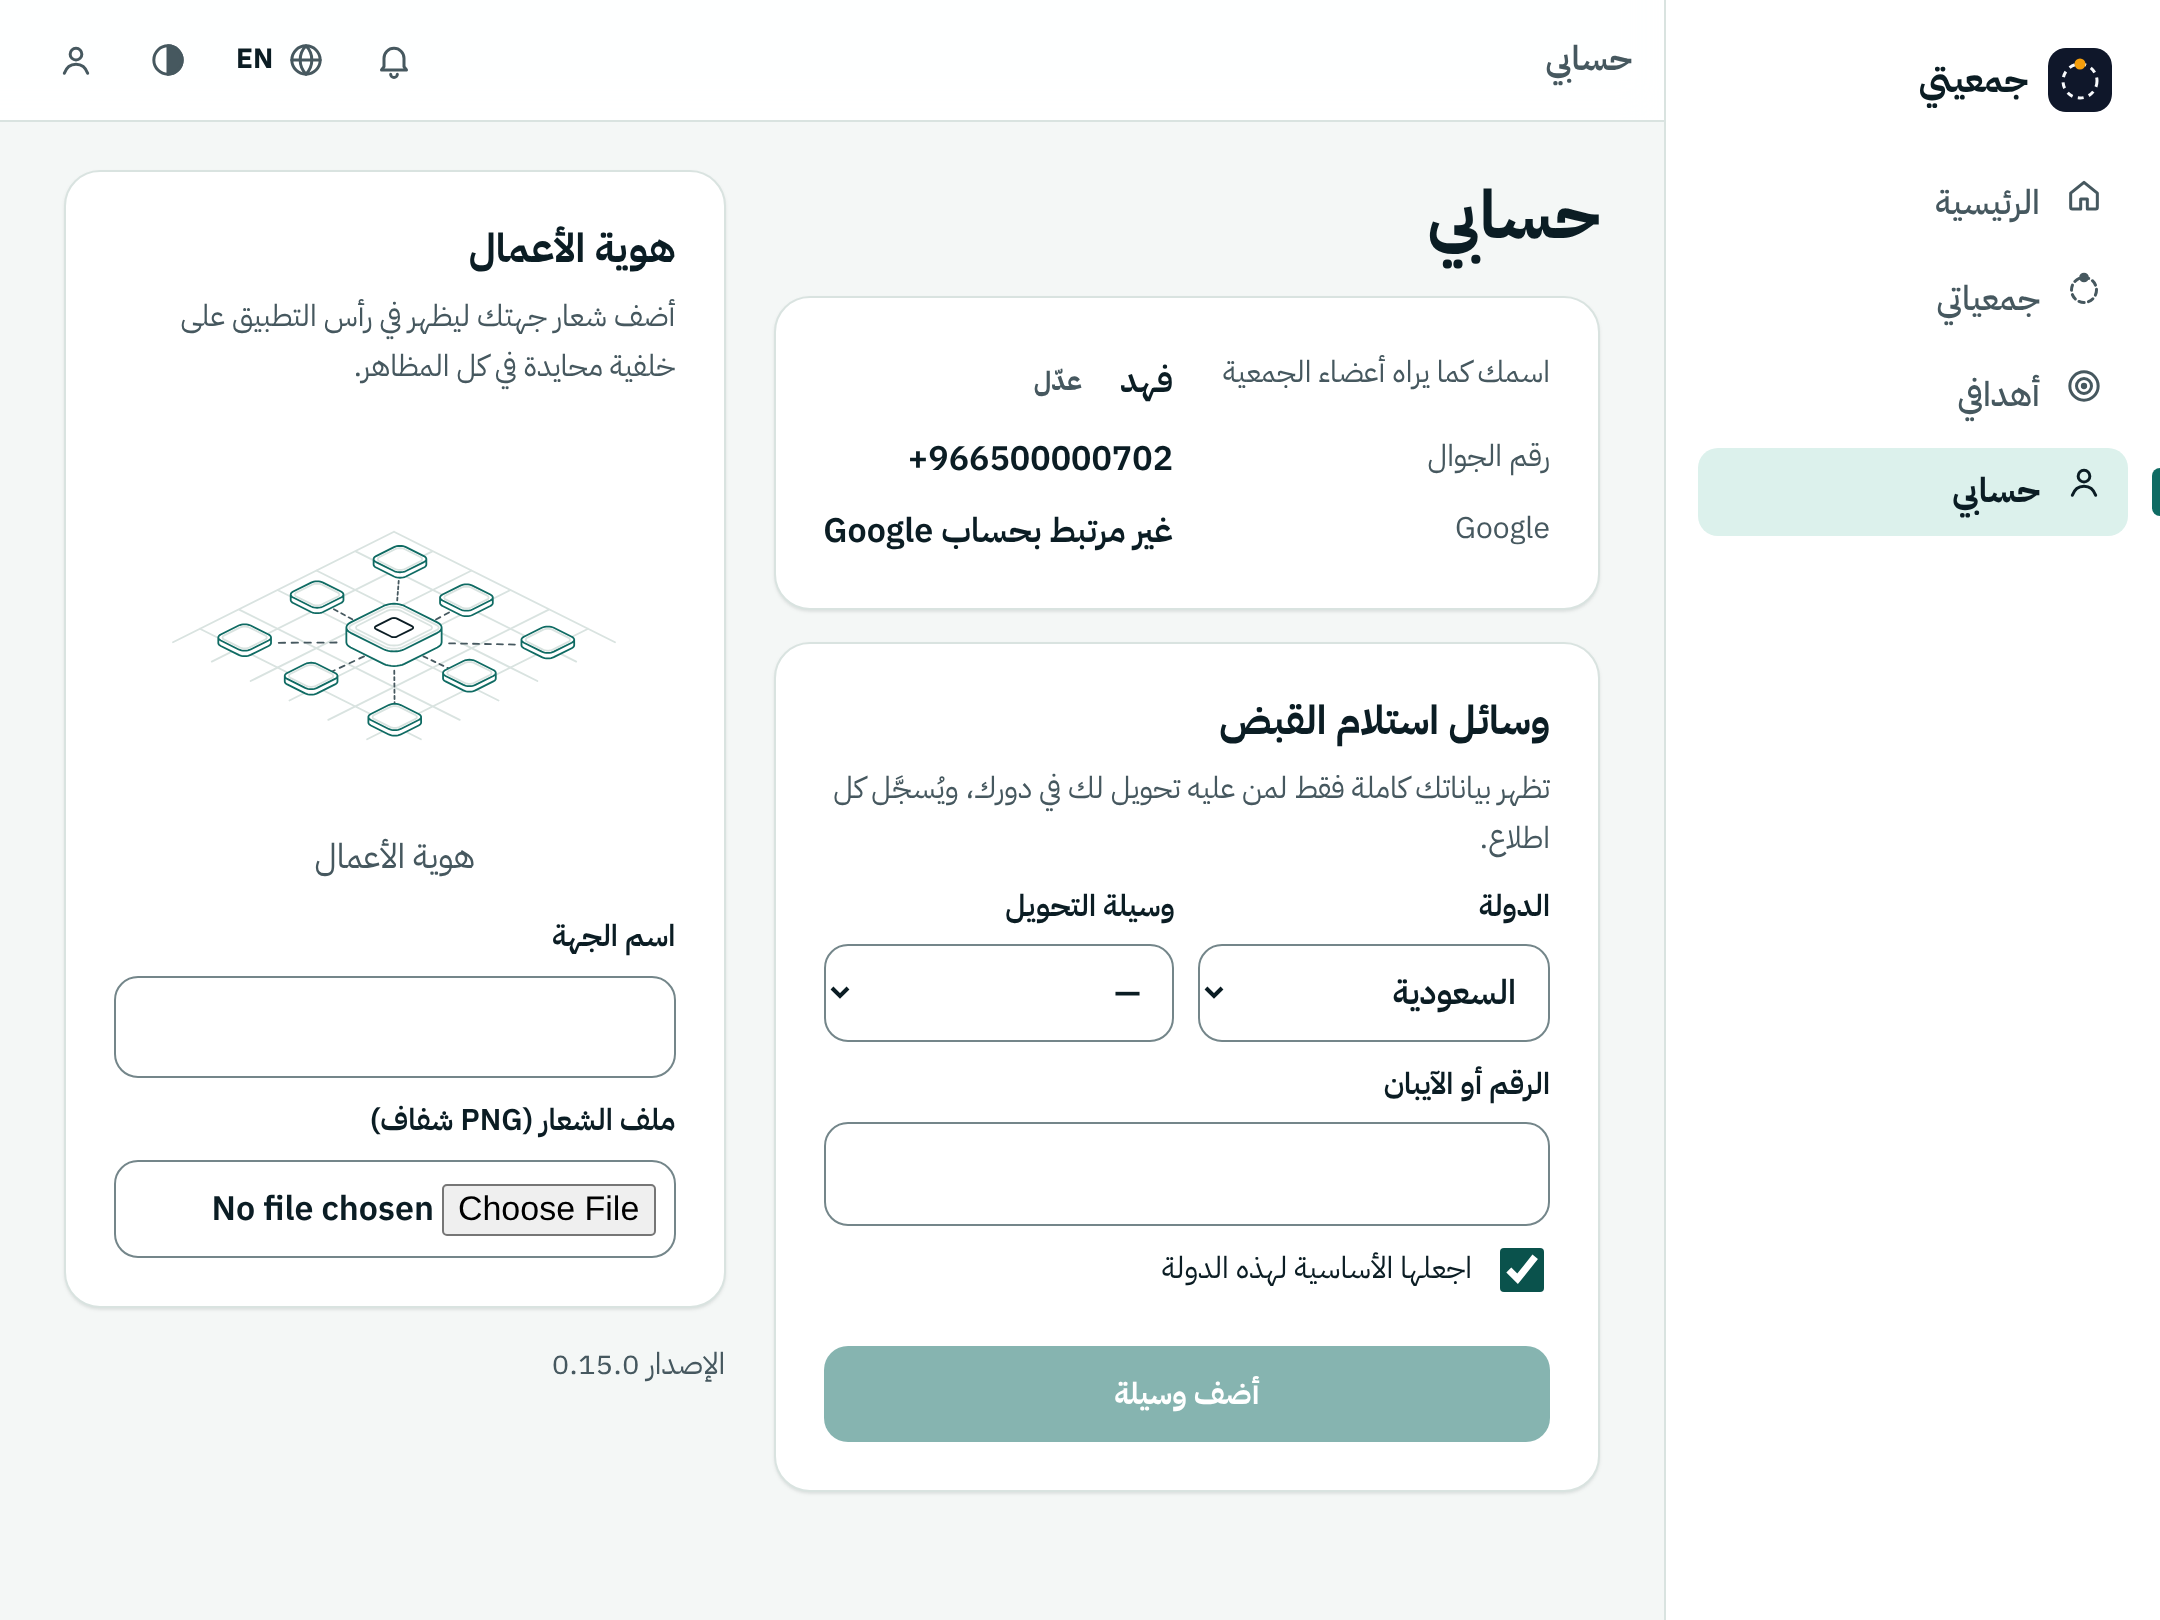 جمعيتي
الرئيسية
جمعياتي
أهدافي
حسابي
حسابي
EN
حسابي
اسمك كما يراه أعضاء الجمعية
فهد
عدّل
رقم الجوال
+966500000702
Google
غير مرتبط بحساب Google
وسائل استلام القبض
تظهر بياناتك كاملة فقط لمن عليه تحويل لك في دورك، ويُسجَّل كل
اطلاع.
الدولة
وسيلة التحويل
السعودية
—
الرقم أو الآيبان
اجعلها الأساسية لهذه الدولة
أضف وسيلة
هوية الأعمال
أضف شعار جهتك ليظهر في رأس التطبيق على
خلفية محايدة في كل المظاهر.
هوية الأعمال
اسم الجهة
ملف الشعار (PNG شفاف)
Choose File No file chosen
الإصدار 0.15.0